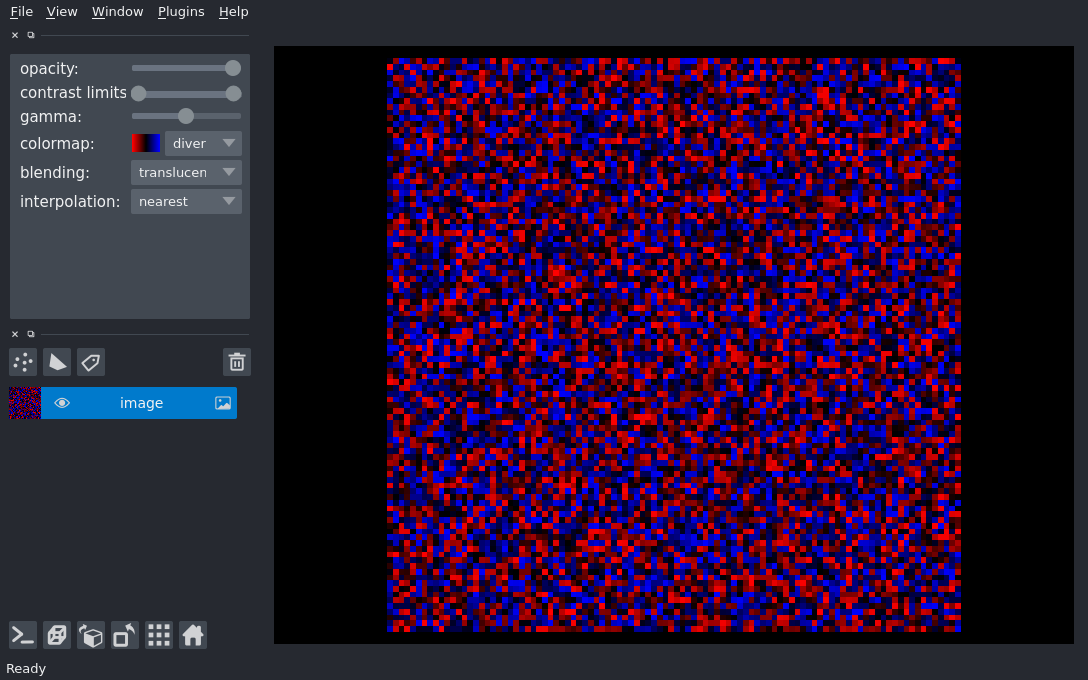 File View Window Plugins Help
opacity:
contrast limits
gamma:
colormap: diver
blending: translucen
interpolation: nearest
image
Ready